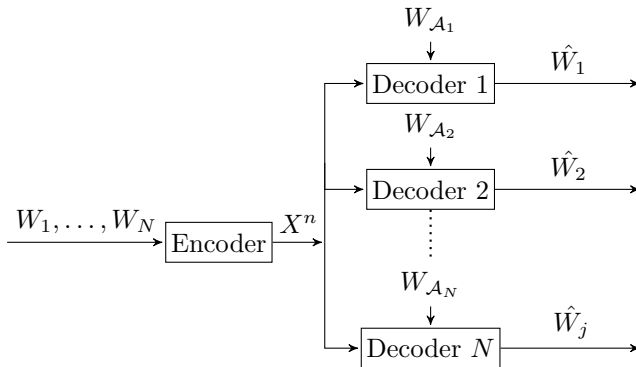 W_{\mathcal{A}_1}
Decoder 1
\hat{W}_1
W_{\mathcal{A}_2}
Decoder 2
\hat{W}_2
W_1, . . . , W_N
Encoder
X^n
W_{\mathcal{A}_N}
Decoder N
\hat{W}_j